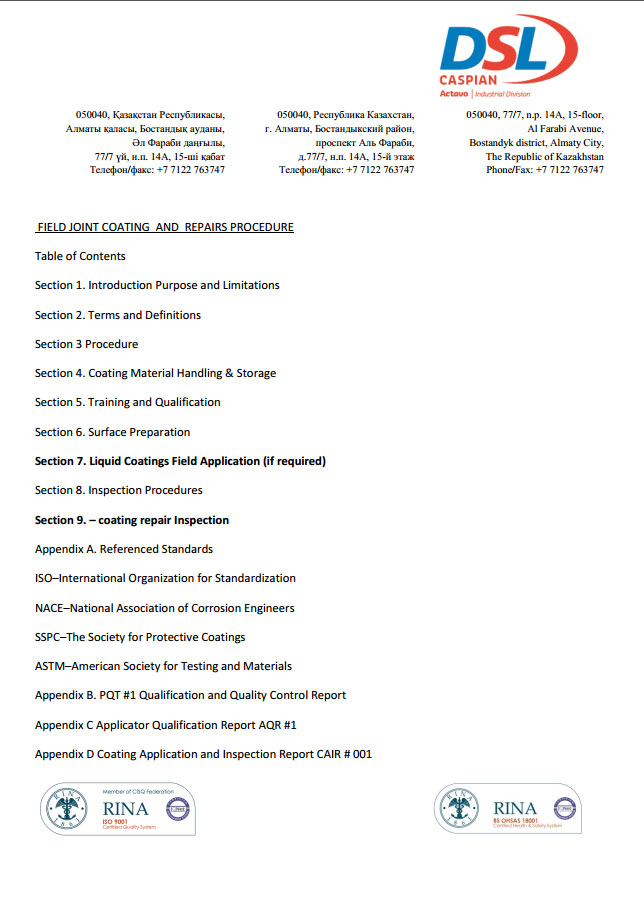 DSL
CASPIAN
Actavo | Industrial Division
050040, Қазақстан Республикасы,
Алматы қаласы, Бостандық ауданы,
Әл Фараби даңғылы,
77/7 үй, н.п. 14А, 15-ші қабат
Телефон/факс: +7 7122 763747
050040, Республика Казахстан,
г. Алматы, Бостандыкский район,
проспект Аль Фараби,
д.77/7, н.п. 14А, 15-й этаж
Телефон/факс: +7 7122 763747
050040, 77/7, n.p. 14A, 15-floor,
Al Farabi Avenue,
Bostandyk district, Almaty City,
The Republic of Kazakhstan
Phone/Fax: +7 7122 763747
FIELD JOINT COATING AND REPAIRS PROCEDURE
Table of Contents
Section 1. Introduction Purpose and Limitations
Section 2. Terms and Definitions
Section 3 Procedure
Section 4. Coating Material Handling & Storage
Section 5. Training and Qualification
Section 6. Surface Preparation
Section 7. Liquid Coatings Field Application (if required)
Section 8. Inspection Procedures
Section 9. – coating repair Inspection
Appendix A. Referenced Standards
ISO–International Organization for Standardization
NACE–National Association of Corrosion Engineers
SSPC–The Society for Protective Coatings
ASTM–American Society for Testing and Materials
Appendix B. PQT #1 Qualification and Quality Control Report
Appendix C Applicator Qualification Report AQR #1
Appendix D Coating Application and Inspection Report CAIR # 001
RINA
1861
Member of CISQ Federation
RINA
ISO 9001
Certified Quality System
RINA
1861
RINA
BS OHSAS 18001
Certified Health & Safety System